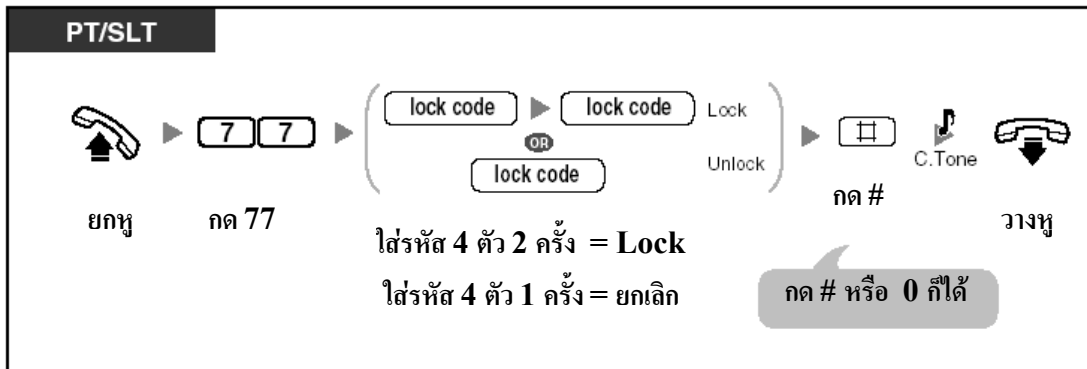 PT/SLT
7 7 lock code lock code Lock
OR
lock code Unlock
C.Tone
ยกหู กด 77 กด # วางหู
ใส่รหัส 4 ตัว 2 ครั้ง = Lock
ใส่รหัส 4 ตัว 1 ครั้ง = ยกเลิก
กด # หรือ 0 ก็ได้